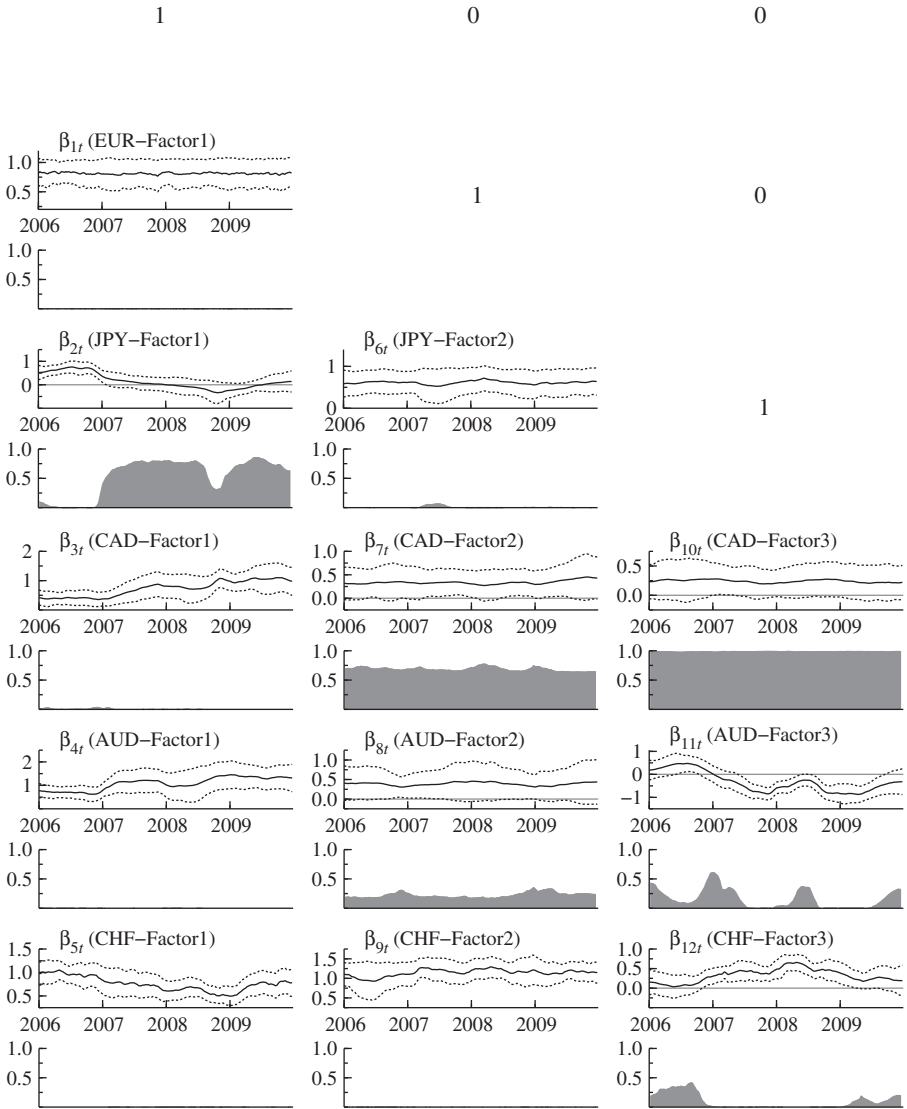 1 0 0
β1t (EUR−Factor1)
1.0
0.5
1 0
2006 2007 2008 2009
1.0
0.5
β2t (JPY−Factor1) β6t (JPY−Factor2)
1 1
0 0
1
2006 2007 2008 2009 2006 2007 2008 2009
1.0 1.0
0.5 0.5
β3t (CAD−Factor1) β7t (CAD−Factor2) β10t (CAD−Factor3)
2 1.0 0.5
1 0.5 0.0
0.0
2006 2007 2008 2009 2006 2007 2008 2009 2006 2007 2008 2009
1.0 1.0 1.0
0.5 0.5 0.5
β4t (AUD−Factor1) β8t (AUD−Factor2) β11t (AUD−Factor3)
2 1.0 1
1 0.5 0
0.0 −1
2006 2007 2008 2009 2006 2007 2008 2009 2006 2007 2008 2009
1.0 1.0 1.0
0.5 0.5 0.5
β5t (CHF−Factor1) β9t (CHF−Factor2) β12t (CHF−Factor3)
1.5 1.5 1.0
1.0 1.0 0.5
0.5 0.5 0.0
2006 2007 2008 2009 2006 2007 2008 2009 2006 2007 2008 2009
1.0 1.0 1.0
0.5 0.5 0.5